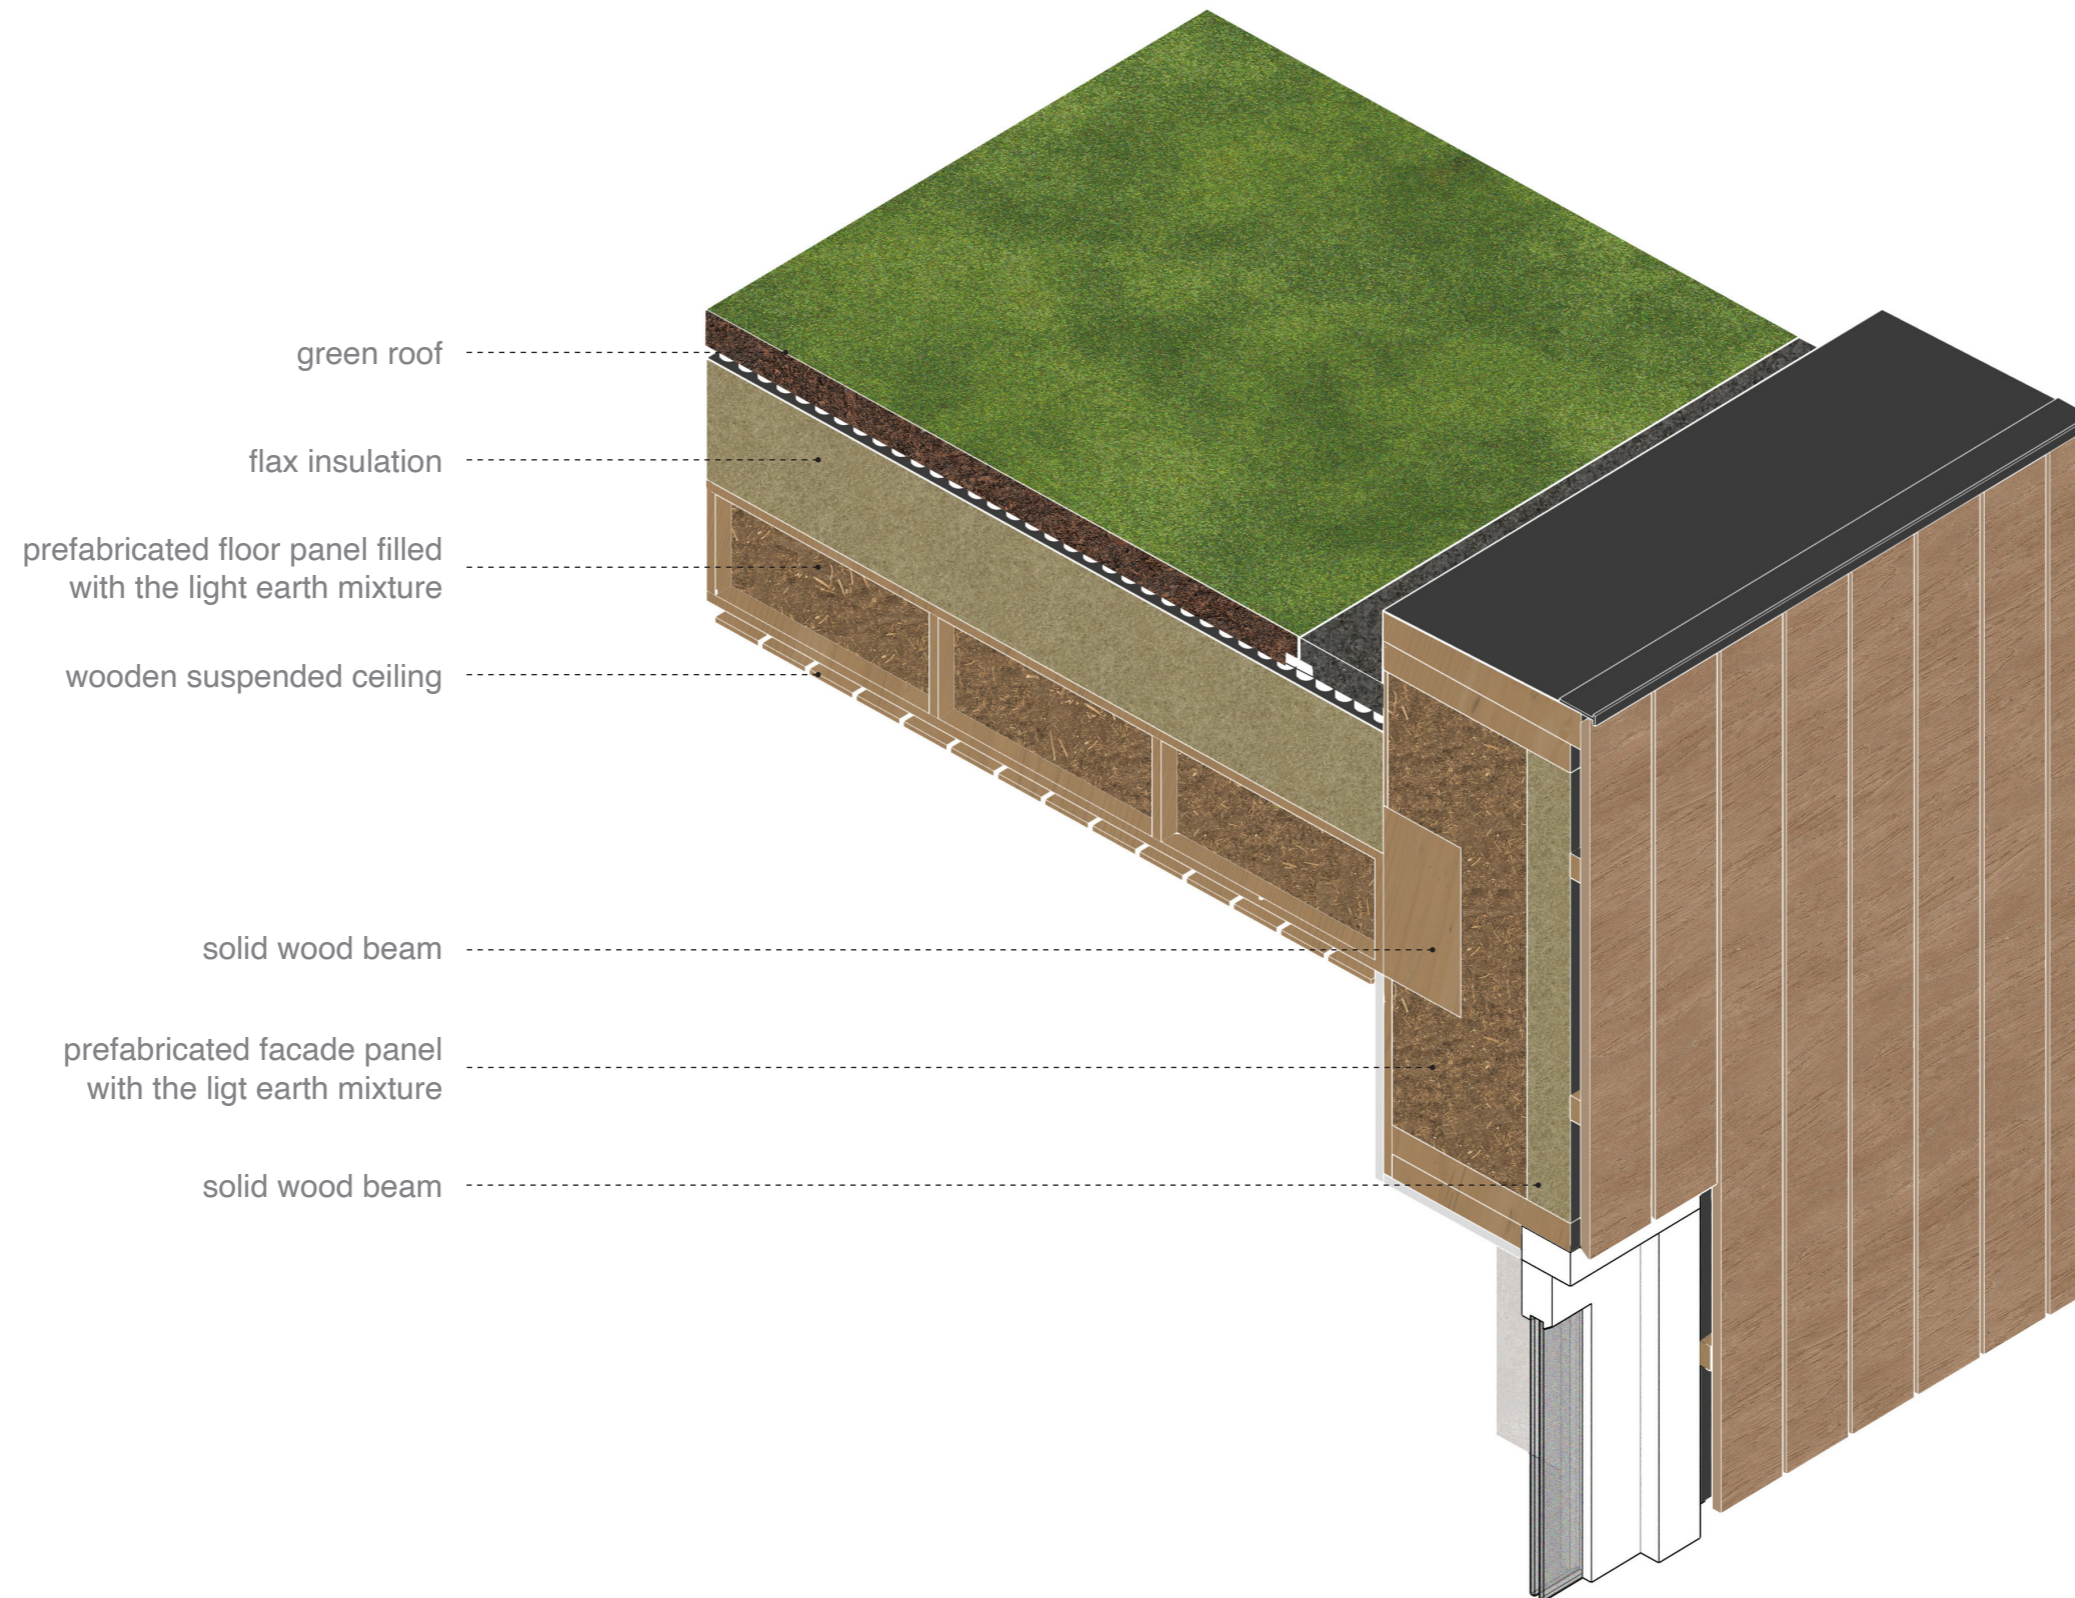 green roof
flax insulation
prefabricated floor panel filled
with the light earth mixture
wooden suspended ceiling
solid wood beam
prefabricated facade panel
with the ligt earth mixture
solid wood beam